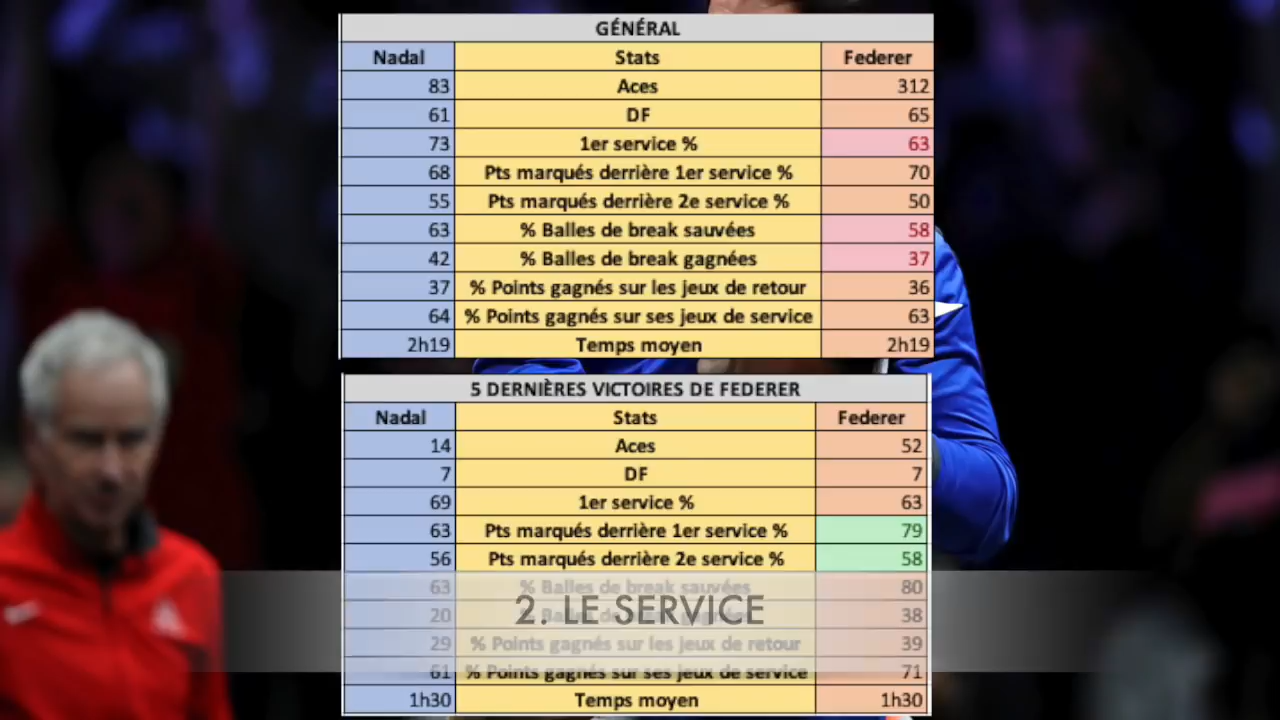 GÉNÉRAL
Nadal Stats Federer
83 Aces 312
61 DF 65
73 1er service % 63
68 Pts marqués derrière 1er service % 70
55 Pts marqués derrière 2e service % 50
63 % Balles de break sauvées 58
42 % Balles de break gagnées 37
37 % Points gagnés sur les jeux de retour 36
64 % Points gagnés sur ses jeux de service 63
2h19 Temps moyen 2h19
5 DERNIÈRES VICTOIRES DE FEDERER
Nadal Stats Federer
14 Aces 52
7 DF 7
69 1er service % 63
63 Pts marqués derrière 1er service % 79
56 Pts marqués derrière 2e service % 58
63 % Balles de break sauvées 80
2. LE SERVICE
20 % Balles de break gagnées 38
29 % Points gagnés sur les jeux de retour 39
61 % Points gagnés sur ses jeux de service 71
1h30 Temps moyen 1h30